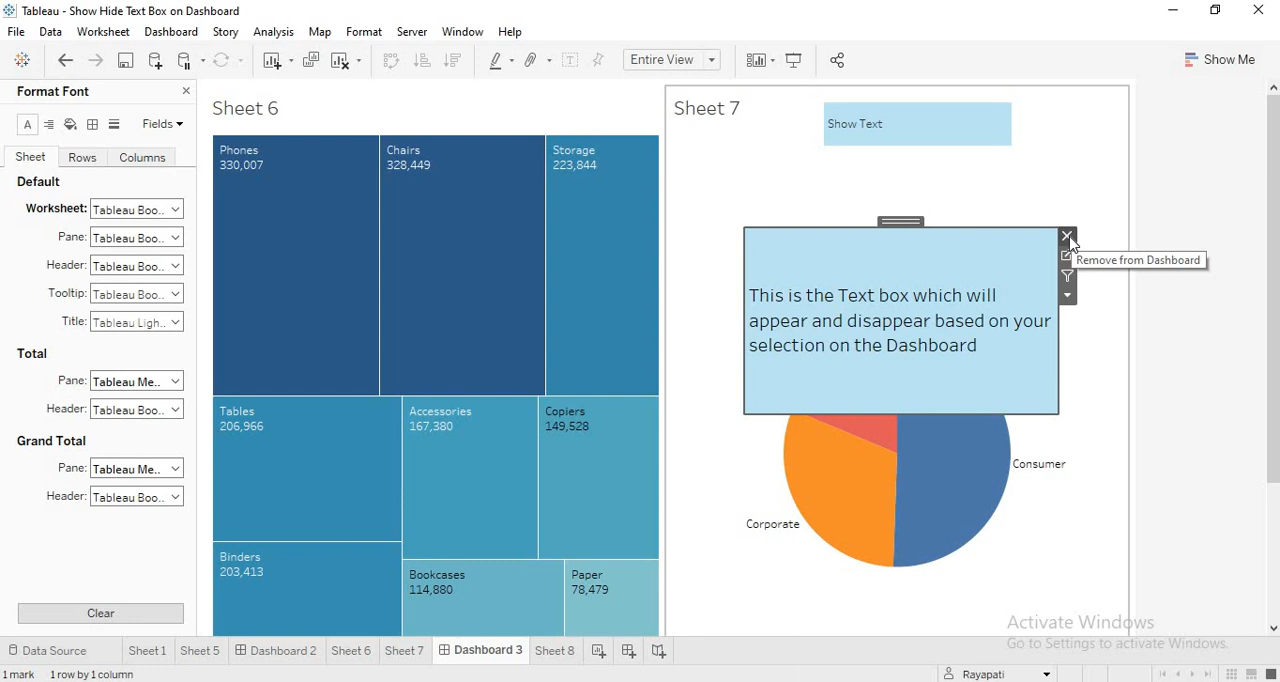 Tableau - Show Hide Text Box on Dashboard
File Data Worksheet Dashboard Story Analysis Map Format Server Window Help
Entire View
Show Me
Format Font
Fields
Sheet Rows Columns
Default
Worksheet: Tableau Boo..
Pane: Tableau Boo..
Header: Tableau Boo..
Tooltip: Tableau Boo..
Title: Tableau Ligh..
Total
Pane: Tableau Me..
Header: Tableau Boo..
Grand Total
Pane: Tableau Me..
Header: Tableau Boo..
Clear
Sheet 6
Phones
330,007
Chairs
328,449
Storage
223,844
Tables
206,966
Accessories
167,380
Copiers
149,528
Binders
203,413
Bookcases
114,880
Paper
78,479
Sheet 7
Show Text
Remove from Dashboard
This is the Text box which will
appear and disappear based on your
selection on the Dashboard
Consumer
Corporate
Activate Windows
Go to Settings to activate Windows.
Data Source Sheet 1 Sheet 5 Dashboard 2 Sheet Sheet 7 Dashboard 3 Sheet 8
1 mark 1 row by 1 column
Rayapati